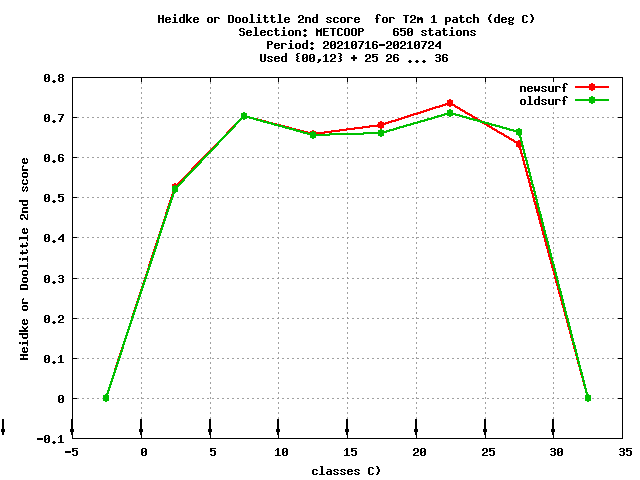 Heidke or Doolittle 2nd score  for T2m 1 patch (deg C)
Selection: METCOOP    650 stations
Period: 20210716-20210724
Used {00,12} + 25 26 ... 36
newsurf
oldsurf
Heidke or Doolittle 2nd score
0.8
0.7
0.6
0.5
0.4
0.3
0.2
0.1
0
-0.1
-5 0 5 10 15 20 25 30 35
classes C)